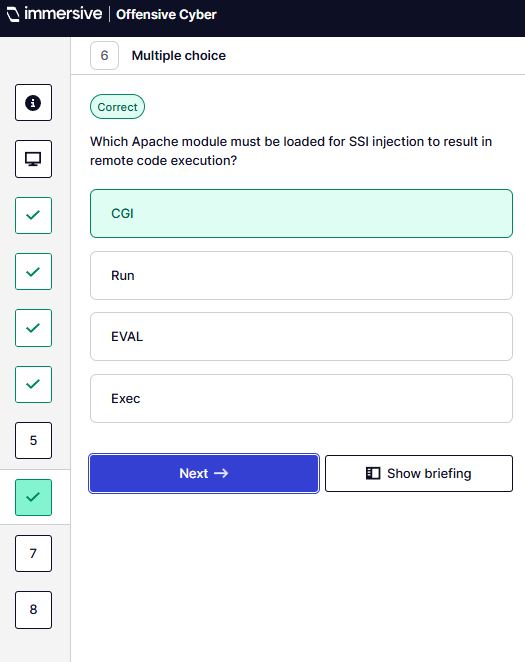 immersive | Offensive Cyber
6 Multiple choice
Correct
Which Apache module must be loaded for SSI injection to result in
remote code execution?
CGI
Run
EVAL
Exec
Next →
Show briefing
5
7
8